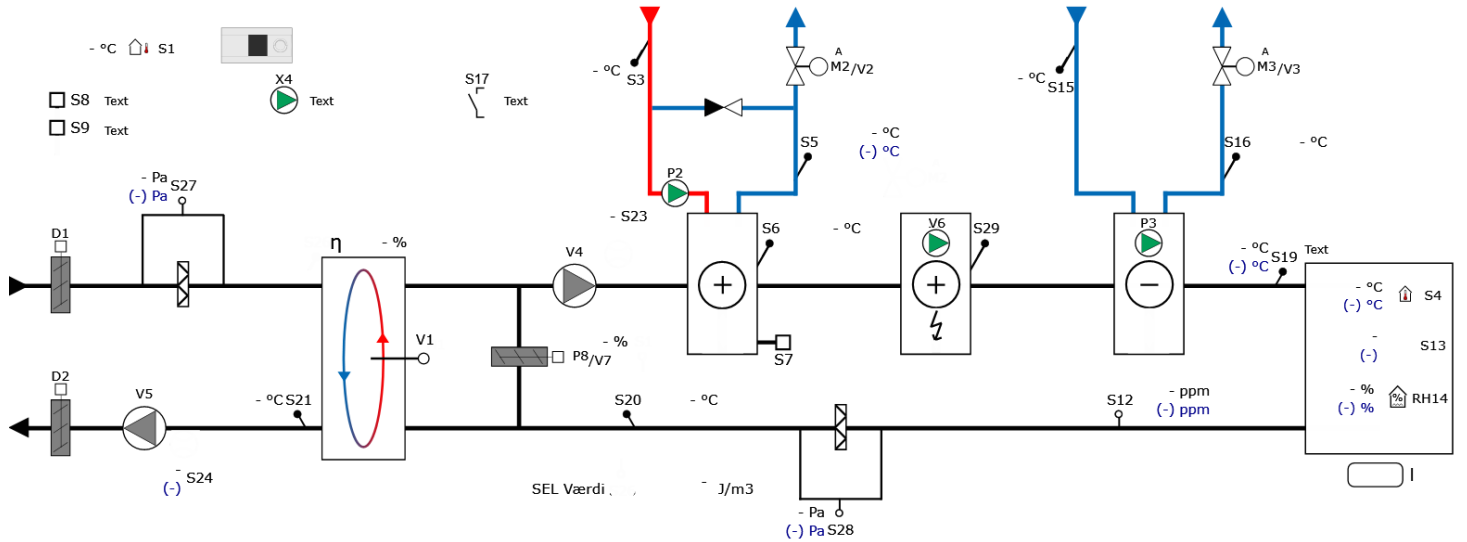 - °C S1
S8 Text
S9 Text
X4
Text
S17
Text
- °C S3
A
M2/V2
- °C S15
A
M3/V3
S5
- °C
(-) °C
S16
- °C
P2
- Pa S27
(-) Pa
- S23
D1
η - %
V4
S6
- °C
V6
S29
P3
- °C S19 Text
(-) °C
+
+
−
- °C S4
(-) °C
V1
- %
P8/V7
S7
- S13
(-)
D2
V5
- °C S21
S20
- °C
S12
- ppm
(-) ppm
- % % RH14
(-) %
- S24
(-)
SEL Værdi - J/m3
I
- Pa
(-) Pa S28